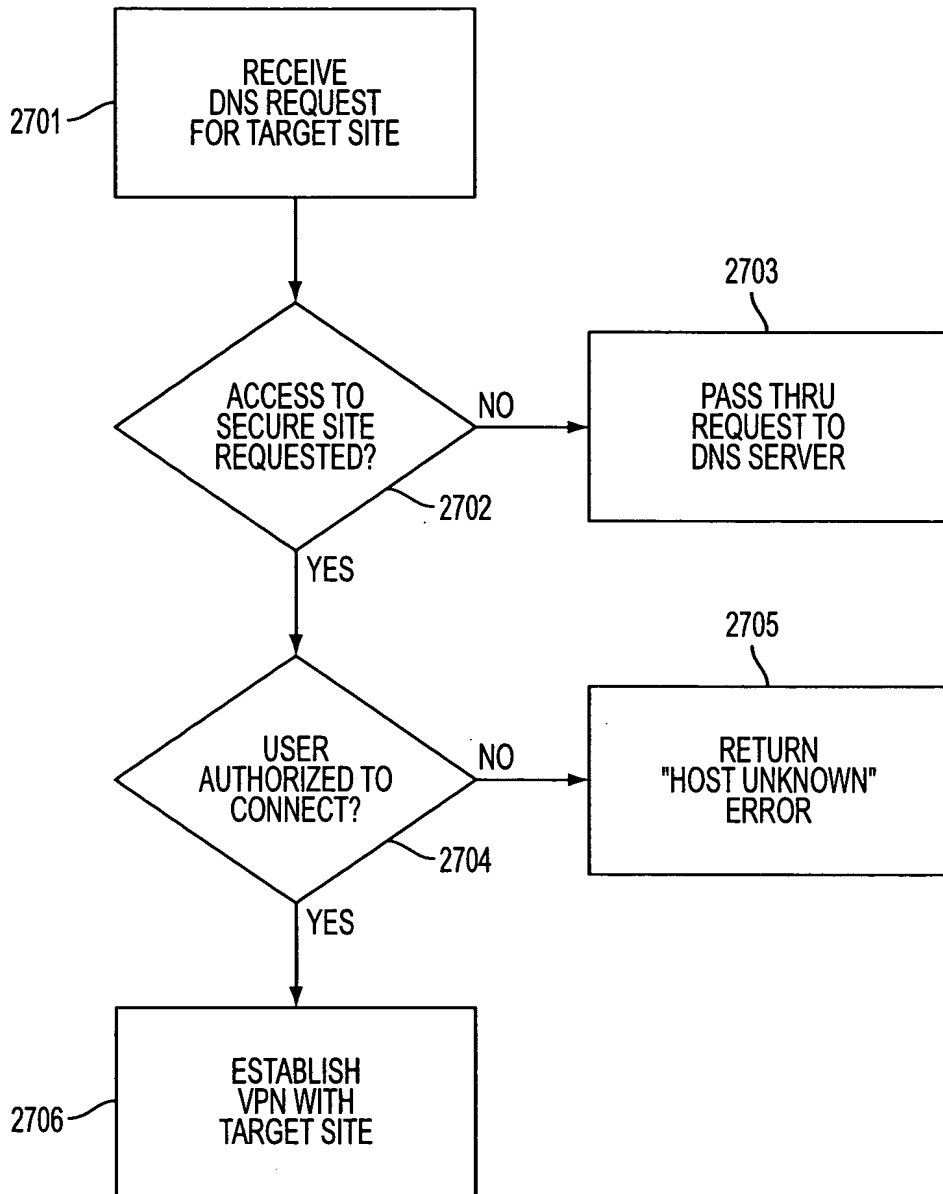 RECEIVE
DNS REQUEST
FOR TARGET SITE
2701
2703
ACCESS TO
SECURE SITE
REQUESTED?
NO
PASS THRU
REQUEST TO
DNS SERVER
2702
YES
2705
USER
AUTHORIZED TO
CONNECT?
NO
RETURN
"HOST UNKNOWN"
ERROR
2704
YES
ESTABLISH
VPN WITH
TARGET SITE
2706